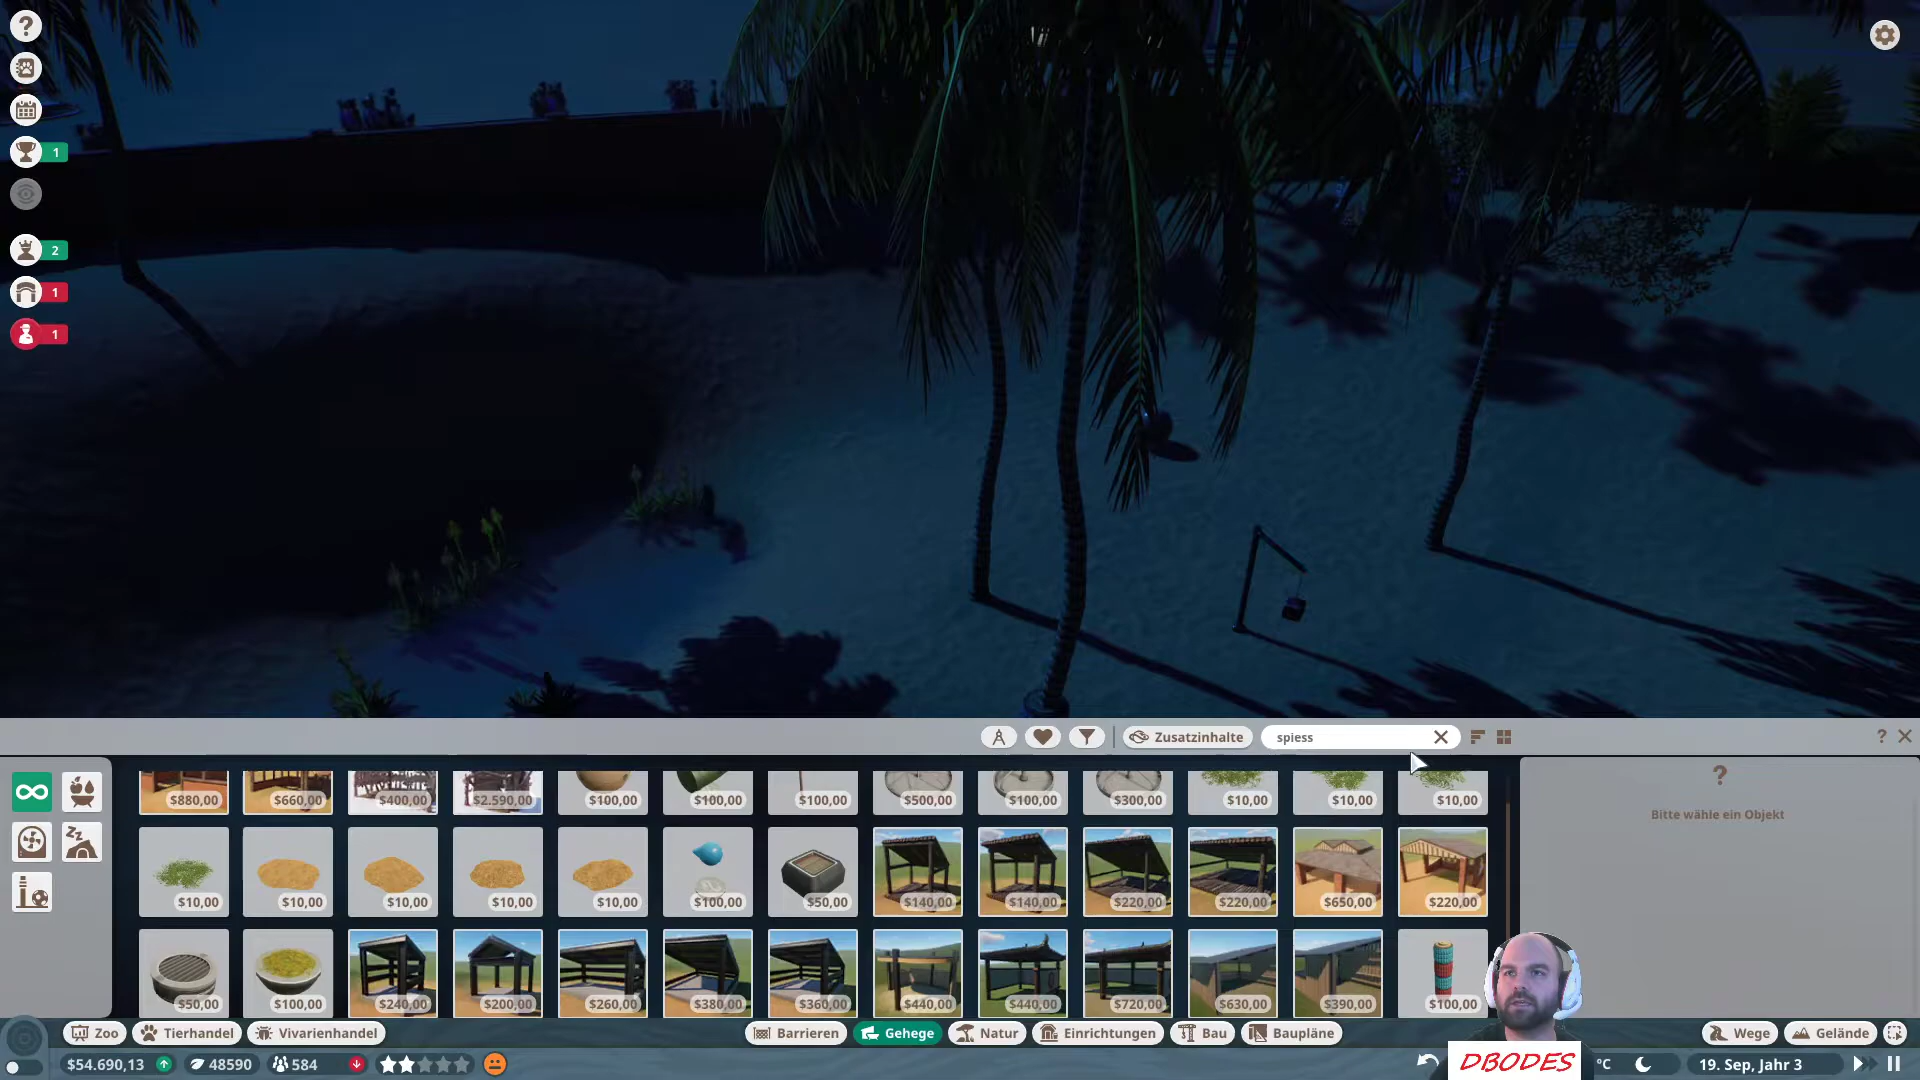 ?
1
2
1
1
Zusatzinhalte
spiess
?
?
Bitte wähle ein Objekt
$880,00 $660,00 $400,00 $2.590,00 $100,00 $100,00 $100,00 $500,00 $100,00 $300,00 $10,00 $10,00 $10,00
$10,00 $10,00 $10,00 $10,00 $10,00 $100,00 $50,00 $140,00 $140,00 $220,00 $220,00 $650,00 $220,00
$50,00 $100,00 $240,00 $200,00 $260,00 $380,00 $360,00 $440,00 $440,00 $720,00 $630,00 $390,00 $100,00
Zoo Tierhandel Vivarienhandel Barrieren Gehege Natur Einrichtungen Bau Baupläne Wege Gelände
$54.690,13 48590 584 DBODES °C 19. Sep, Jahr 3